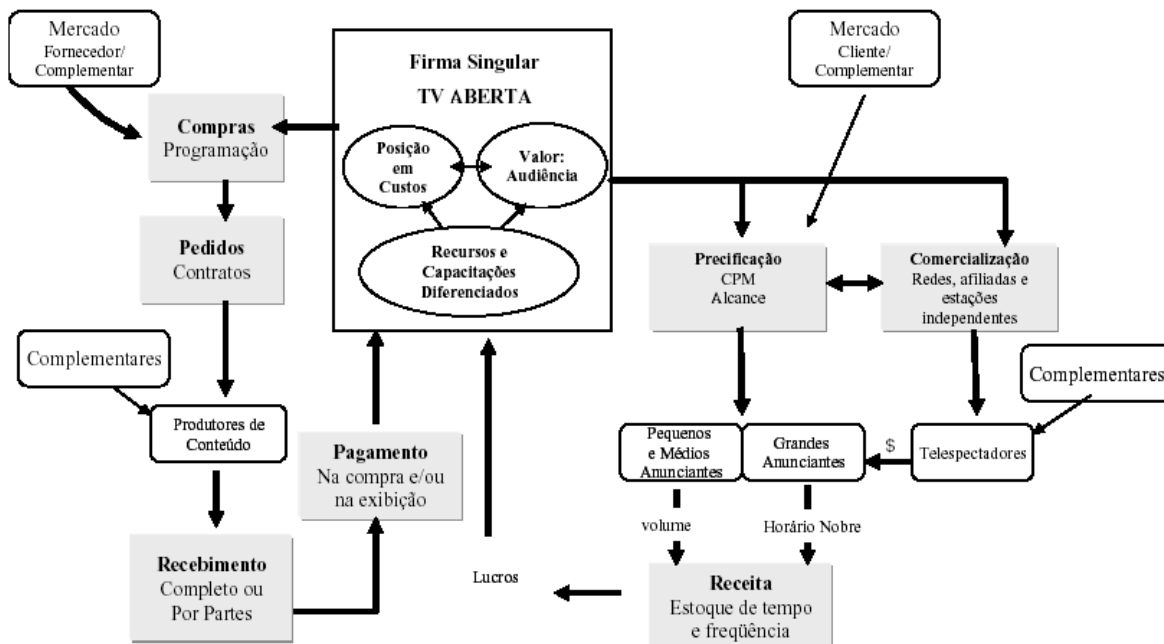 Mercado
Fornecedor/
Complementar
Firma Singular
TV ABERTA
Mercado
Cliente/
Complementar
Compras
Programação
Posição
em
Custos
Valor:
Audiência
Pedidos
Contratos
Recursos e
Capacitações
Diferenciados
Precificação
CPM
Alcance
Comercialização
Redes, afiliadas e
estações
independentes
Complementares
Complementares
Produtores de
Conteúdo
Pagamento
Na compra e/ou
na exibição
Pequenos
e Médios
Anunciantes
Grandes
Anunciantes
$
Telespectadores
volume
Horário Nobre
Recebimento
Completo ou
Por Partes
Lucros
Receita
Estoque de tempo
e freqüência